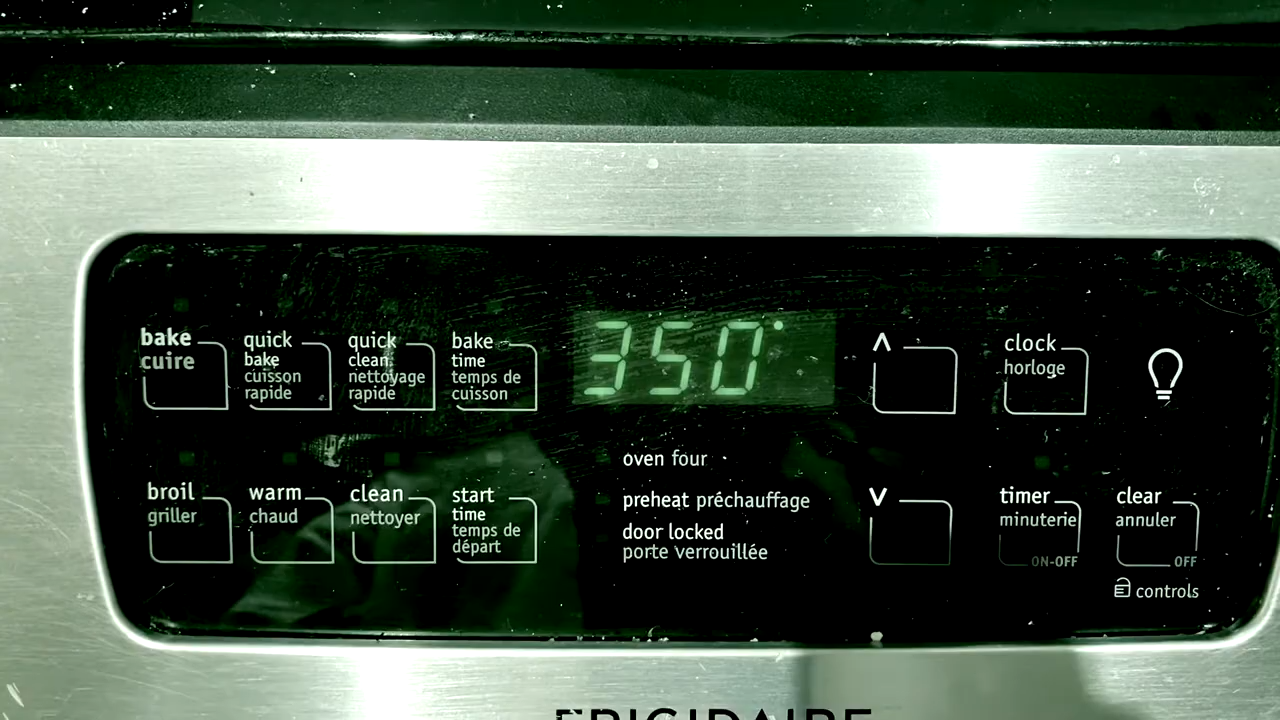 bake
cuire
quick
bake
cuisson
rapide
quick
clean
nettoyage
rapide
bake
time
temps de
cuisson
350°
clock
horloge
broil
griller
warm
chaud
clean
nettoyer
start
time
temps de
départ
oven four
preheat préchauffage
door locked
porte verrouillée
timer
minuterie
ON-OFF
clear
annuler
OFF
controls
FRIGIDAIRE